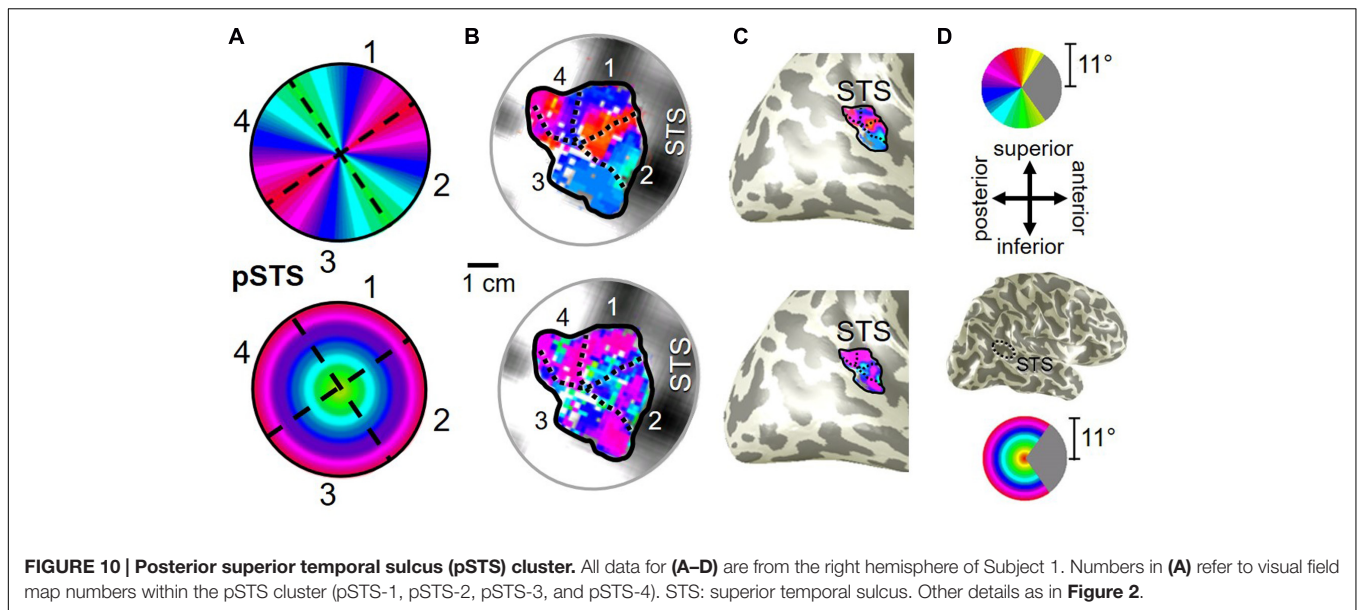 A
B
C
D
1
4
2
3
pSTS
1
4
2
3
1
4
3
2
STS
1 cm
1
4
3
2
STS
STS
STS
11°
superior
posterior
anterior
inferior
STS
11°
FIGURE 10 | Posterior superior temporal sulcus (pSTS) cluster. All data for (A–D) are from the right hemisphere of Subject 1. Numbers in (A) refer to visual field
map numbers within the pSTS cluster (pSTS-1, pSTS-2, pSTS-3, and pSTS-4). STS: superior temporal sulcus. Other details as in Figure 2.